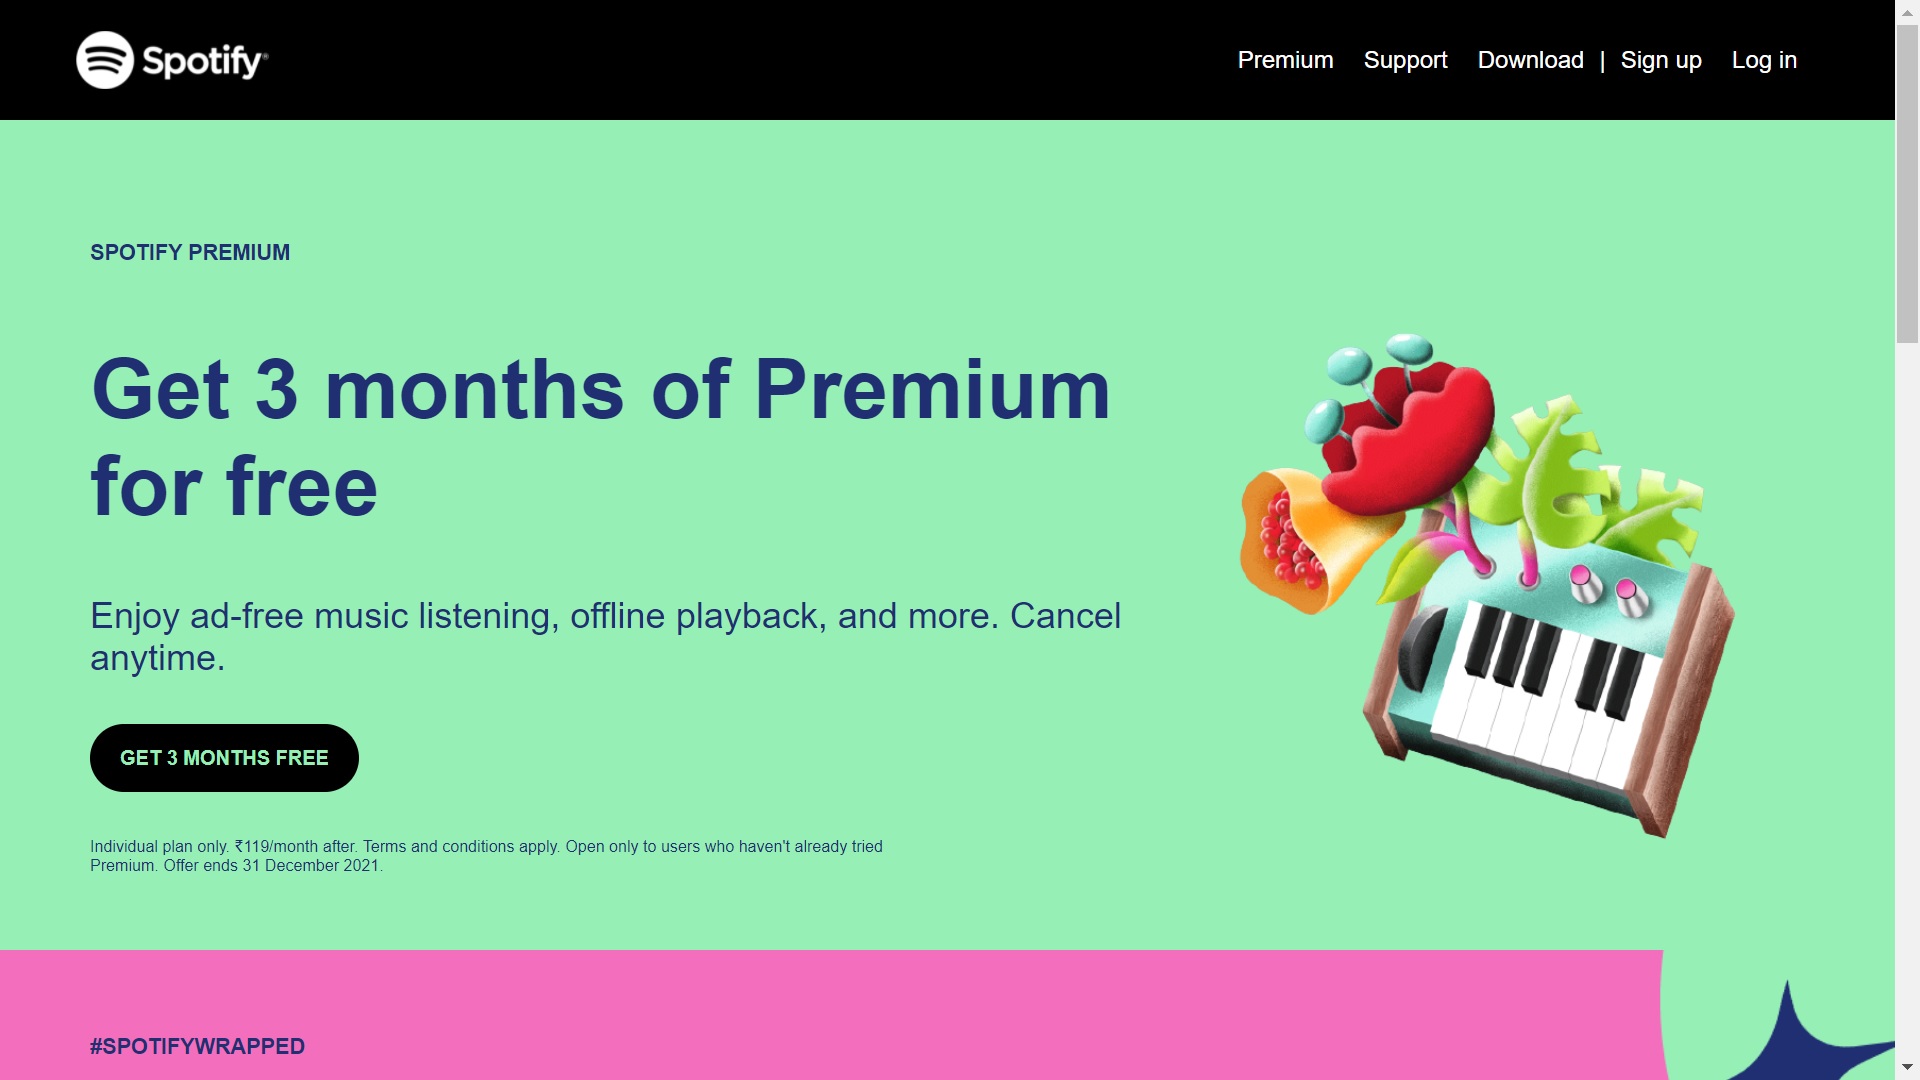 Spotify®
Premium Support Download | Sign up Log in
SPOTIFY PREMIUM
Get 3 months of Premium
for free
Enjoy ad-free music listening, offline playback, and more. Cancel
anytime.
GET 3 MONTHS FREE
Individual plan only. ₹119/month after. Terms and conditions apply. Open only to users who haven't already tried
Premium. Offer ends 31 December 2021.
#SPOTIFYWRAPPED